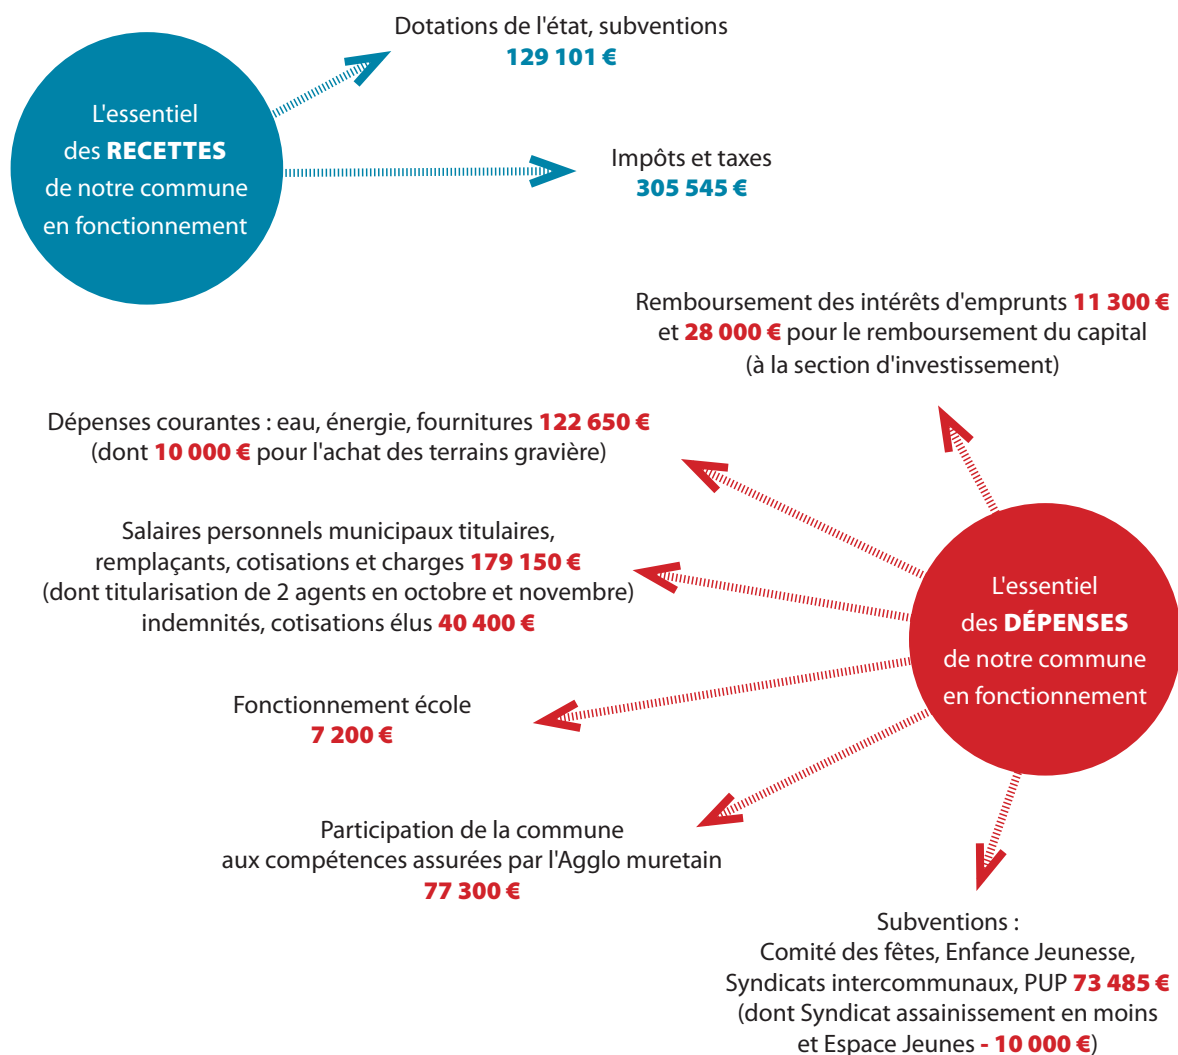 L'essentiel
des RECETTES
de notre commune
en fonctionnement
Dotations de l'état, subventions
129 101 €
Impôts et taxes
305 545 €
Remboursement des intérêts d'emprunts 11 300 €
et 28 000 € pour le remboursement du capital
(à la section d'investissement)
Dépenses courantes : eau, énergie, fournitures 122 650 €
(dont 10 000 € pour l'achat des terrains gravière)
Salaires personnels municipaux titulaires,
remplaçants, cotisations et charges 179 150 €
(dont titularisation de 2 agents en octobre et novembre)
indemnités, cotisations élus 40 400 €
L'essentiel
des DÉPENSES
de notre commune
en fonctionnement
Fonctionnement école
7 200 €
Participation de la commune
aux compétences assurées par l'Agglo muretain
77 300 €
Subventions :
Comité des fêtes, Enfance Jeunesse,
Syndicats intercommunaux, PUP 73 485 €
(dont Syndicat assainissement en moins
et Espace Jeunes - 10 000 €)